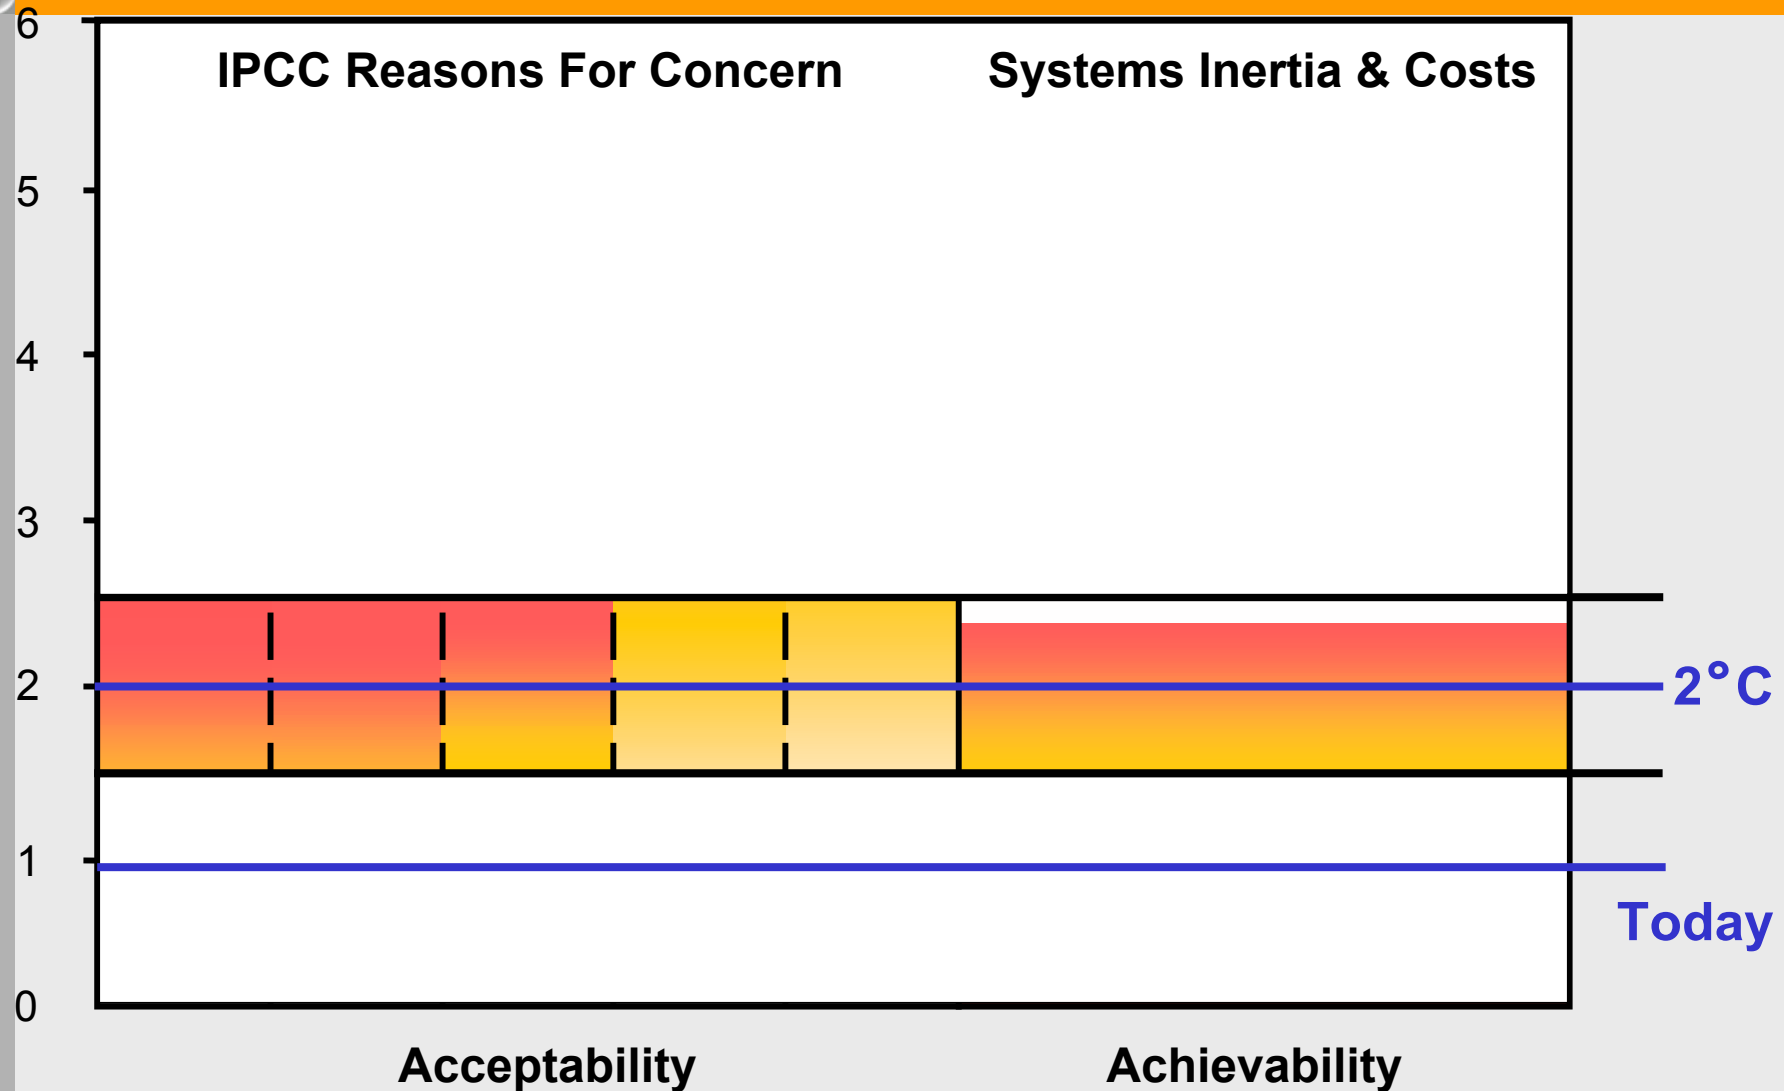 6
IPCC Reasons For Concern
Systems Inertia & Costs
5
4
3
2
2°C
1
Today
0
Acceptability
Achievability